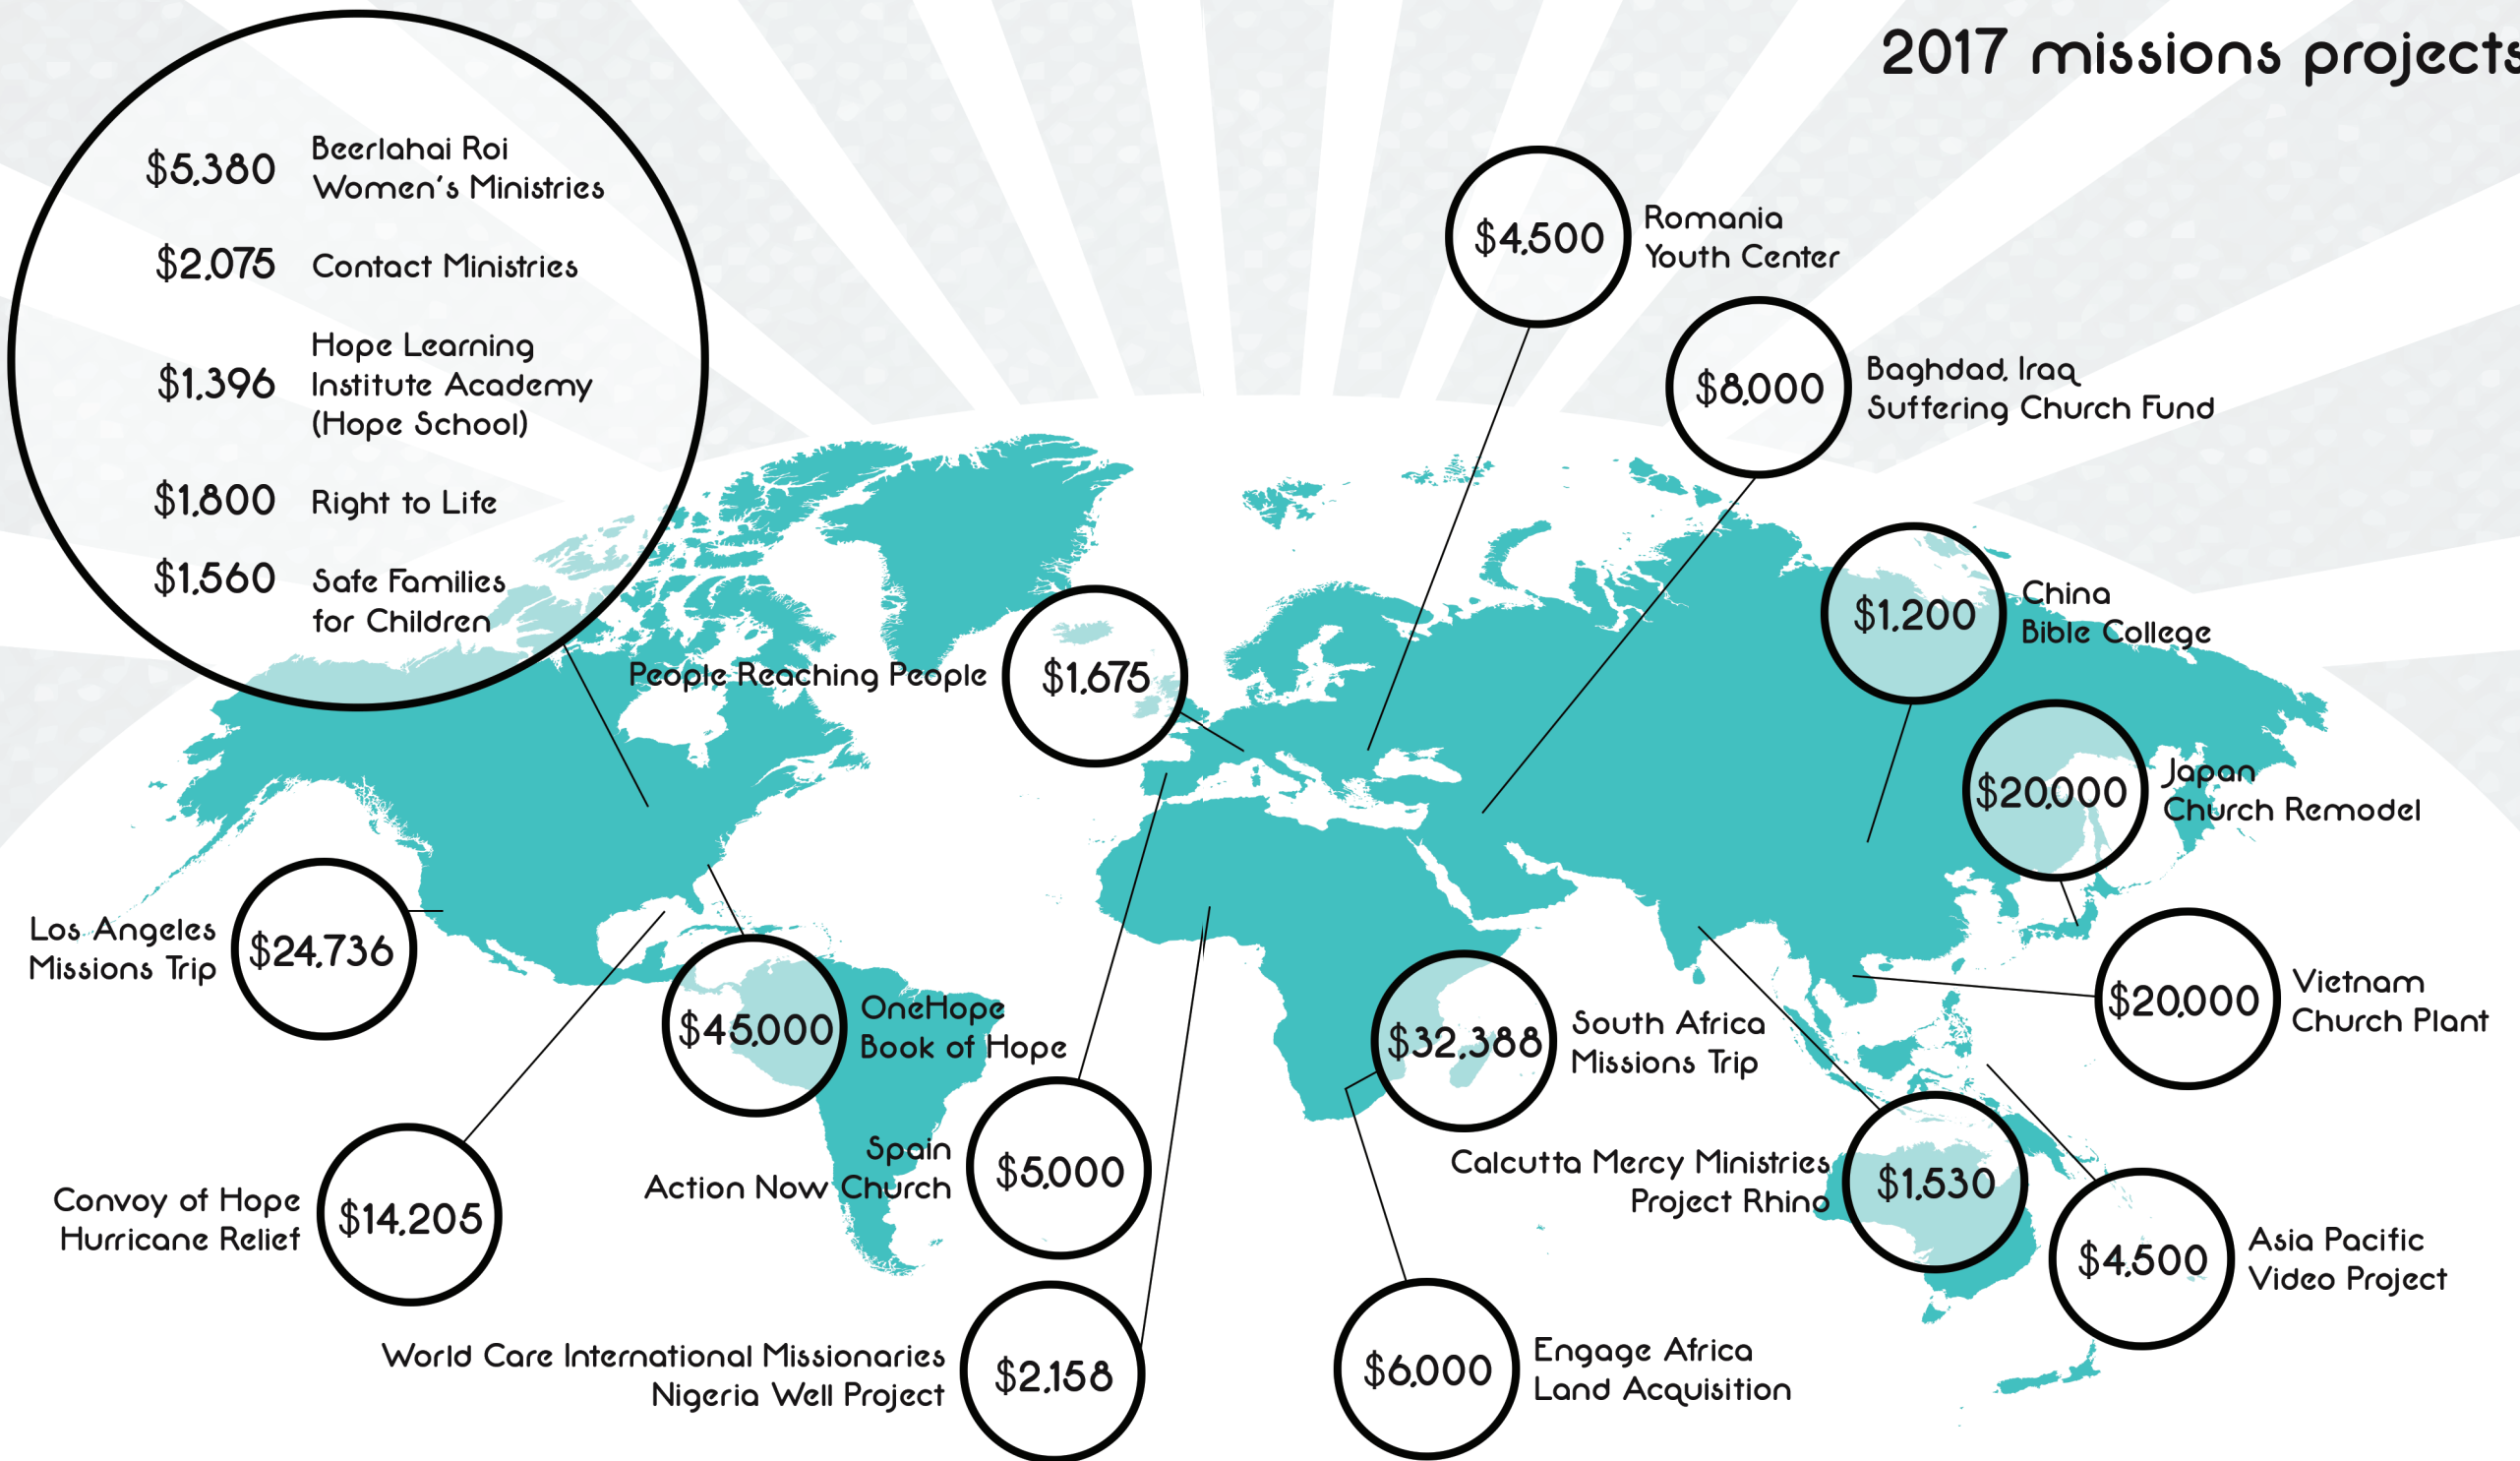 2017 missions projects
$5,380
Beerlahai Roi
Women's Ministries
$2,075
Contact Ministries
$1,396
Hope Learning
Institute Academy
(Hope School)
$1,800
Right to Life
$1,560
Safe Families
for Children
$4,500
Romania
Youth Center
$8,000
Baghdad, Iraq
Suffering Church Fund
$1,200
China
Bible College
People Reaching People
$1,675
$20,000
Japan
Church Remodel
Los Angeles
Missions Trip
$24,736
$45,000
OneHope
Book of Hope
$32,388
South Africa
Missions Trip
$20,000
Vietnam
Church Plant
Convoy of Hope
Hurricane Relief
$14,205
Spain
Action Now Church
$5,000
Calcutta Mercy Ministries
Project Rhino
$1,530
$4,500
Asia Pacific
Video Project
World Care International Missionaries
Nigeria Well Project
$2,158
$6,000
Engage Africa
Land Acquisition